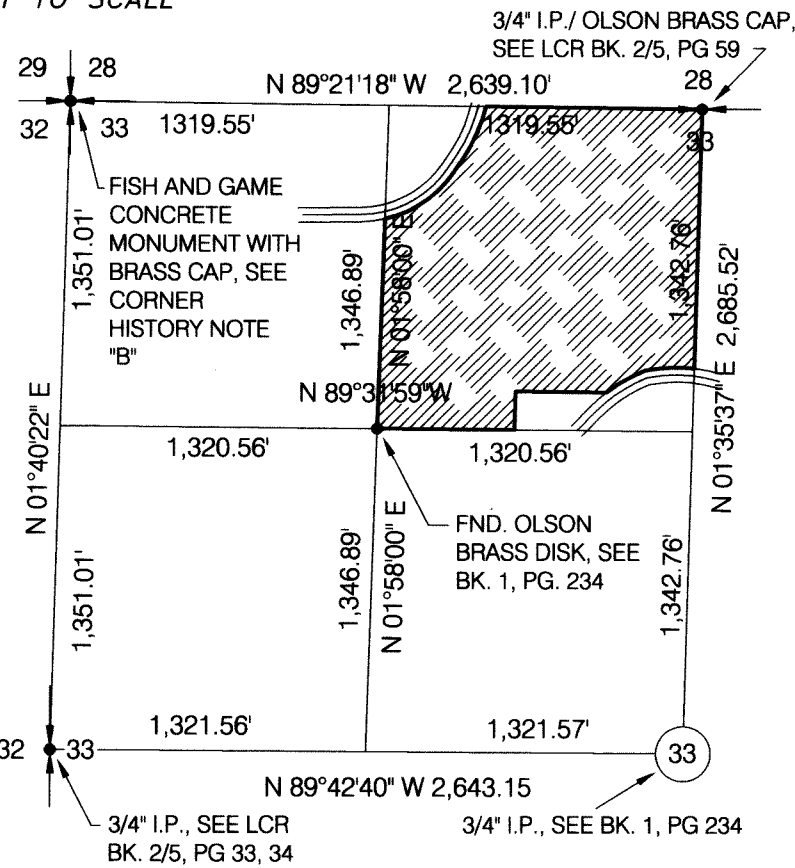 T TO SCALE
3/4" I.P./ OLSON BRASS CAP,
SEE LCR BK. 2/5, PG 59
29 28
32 33
N 89°21'18" W 2,639.10'
28
33
1319.55'
1319.55'
FISH AND GAME
CONCRETE
MONUMENT WITH
BRASS CAP, SEE
CORNER
HISTORY NOTE
"B"
1,351.01'
1,346.89'
N 01°58'00" E
1,342.76'
N 01°35'37" E 2,685.52'
N 89°31'59"W
N 01°40'22" E
1,320.56'
1,320.56'
FND. OLSON
BRASS DISK, SEE
BK. 1, PG. 234
1,351.01'
1,346.89'
N 01°58'00" E
1,342.76'
1,321.56'
1,321.57'
32 33
33
N 89°42'40" W 2,643.15
3/4" I.P., SEE LCR
BK. 2/5, PG 33, 34
3/4" I.P., SEE BK. 1, PG 234